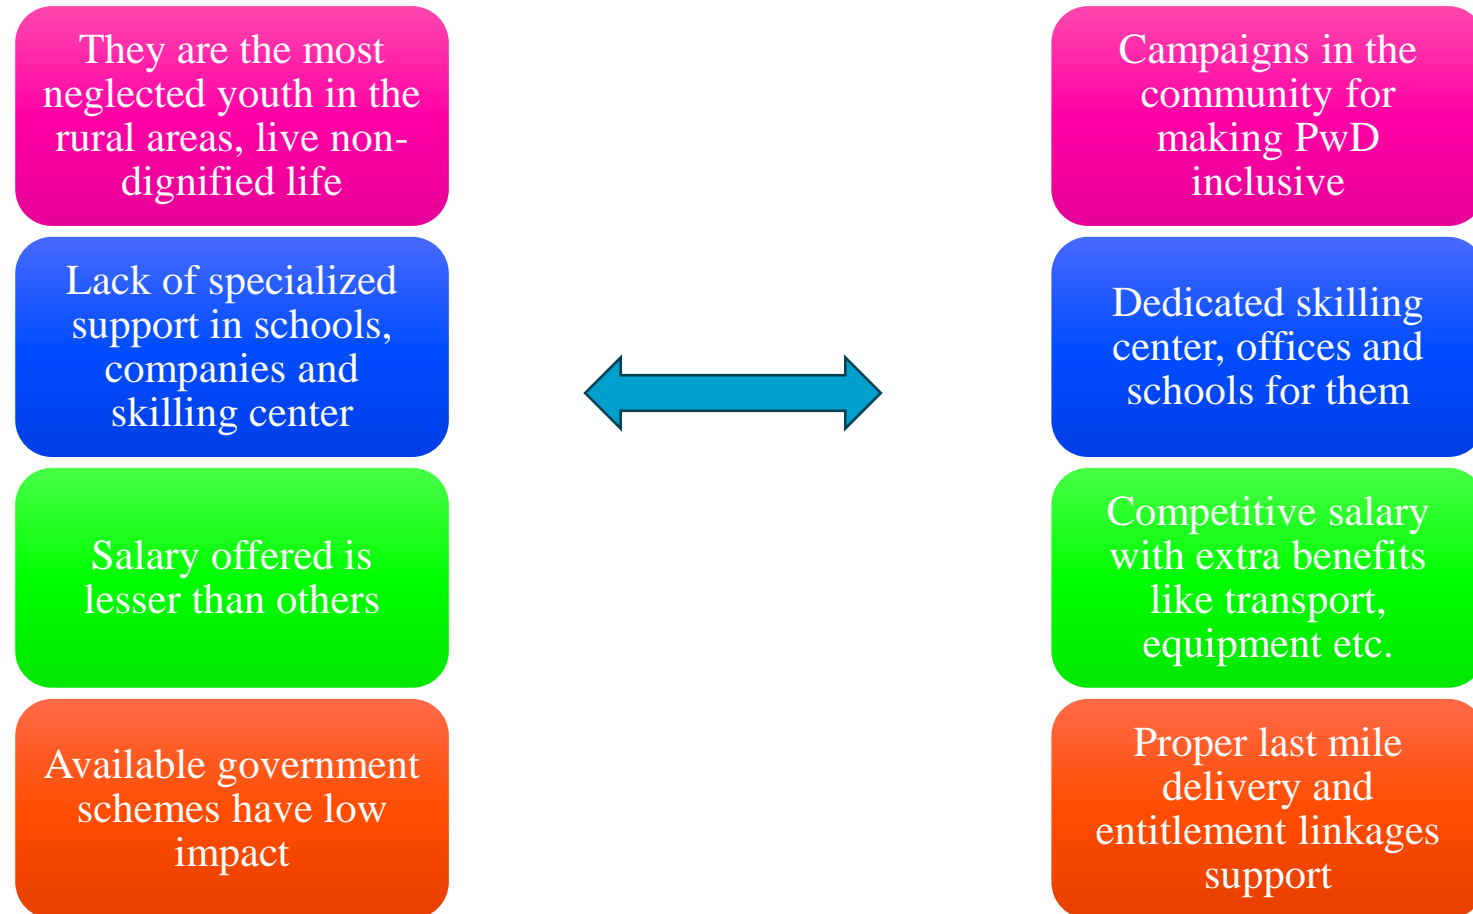 They are the most
neglected youth in the
rural areas, live non-
dignified life
Lack of specialized
support in schools,
companies and
skilling center
Salary offered is
lesser than others
Available government
schemes have low
impact
Campaigns in the
community for
making PwD
inclusive
Dedicated skilling
center, offices and
schools for them
Competitive salary
with extra benefits
like transport,
equipment etc.
Proper last mile
delivery and
entitlement linkages
support